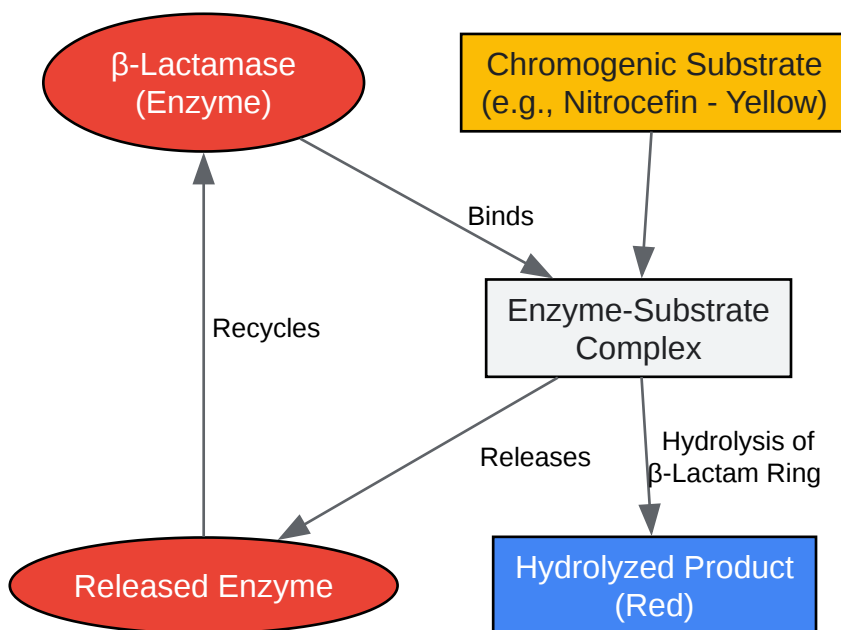 β-Lactamase
(Enzyme)
Chromogenic Substrate
(e.g., Nitrocefin - Yellow)
Binds
Enzyme-Substrate
Complex
Recycles
Releases
Hydrolysis of
β-Lactam Ring
Released Enzyme
Hydrolyzed Product
(Red)